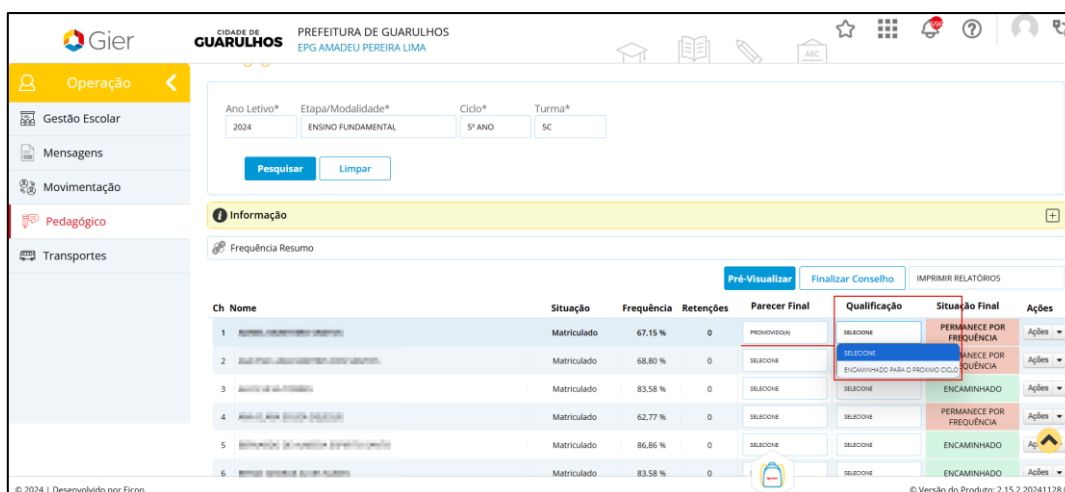 Gier
CIDADE DE
GUARULHOS
PREFEITURA DE GUARULHOS
EPG AMADEU PEREIRA LIMA
ABC
Operação
Gestão Escolar
Mensagens
Movimentação
Pedagógico
Transportes
Ano Letivo* Etapa/Modalidade* Ciclo* Turma*
2024 ENSINO FUNDAMENTAL 5º ANO 5C
Pesquisar Limpar
Informação
Frequência Resumo
Pré-Visualizar Finalizar Conselho IMPRIMIR RELATÓRIOS
Ch Nome Situação Frequência Retenções Parecer Final Qualificação Situação Final Ações
1 Matriculado 67,15 % 0 PROMOVIDO(A) SELECIONE PERMANECE POR FREQUÊNCIA Ações
SELECIONE
ENCAMINHADO PARA O PRÓXIMO CICLO
2 Matriculado 68,80 % 0 SELECIONE POR Ações
3 Matriculado 83,58 % 0 SELECIONE SELECIONE ENCAMINHADO Ações
4 Matriculado 62,77 % 0 SELECIONE SELECIONE PERMANECE POR FREQUÊNCIA Ações
5 Matriculado 86,86 % 0 SELECIONE SELECIONE ENCAMINHADO
6 Matriculado 83.58 % 0 SELECIONE ENCAMINHADO Ações
© 2024 | Desenvolvido por Ficon.
© Versão do Produto: 2.15.2.20241128